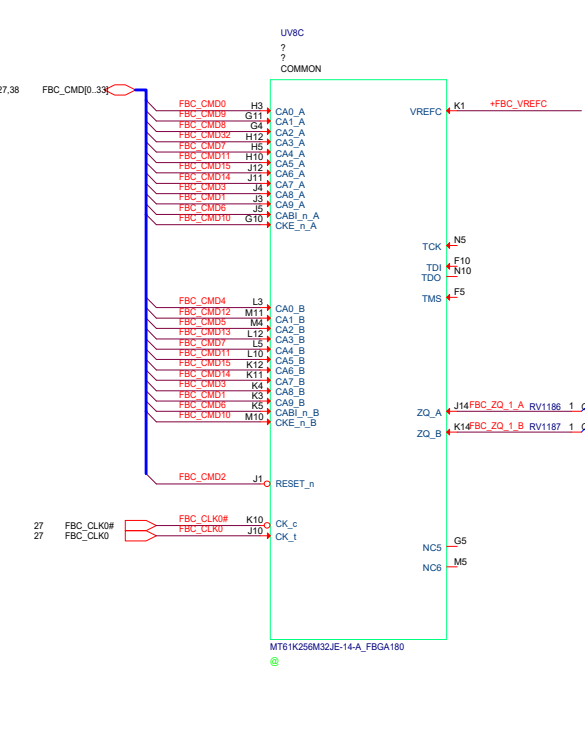 UV8C
?
?
COMMON
27,38 FBC_CMD[0..33]
FBC_CMD0 H3 CA0_A VREFC K1 +FBC_VREFC
FBC_CMD9 G11 CA1_A
FBC_CMD8 G4 CA2_A
FBC_CMD32 H12 CA3_A
FBC_CMD7 H5 CA4_A
FBC_CMD11 H10 CA5_A
FBC_CMD15 J12 CA6_A
FBC_CMD14 J11 CA7_A
FBC_CMD3 J4 CA8_A
FBC_CMD1 J3 CA9_A
FBC_CMD6 J5 CABI_n_A
FBC_CMD10 G10 CKE_n_A
TCK N5
TDI F10
TDO N10
TMS F5
FBC_CMD4 L3 CA0_B
FBC_CMD12 M11 CA1_B
FBC_CMD5 M4 CA2_B
FBC_CMD13 L12 CA3_B
FBC_CMD7 L5 CA4_B
FBC_CMD11 L10 CA5_B
FBC_CMD15 K12 CA6_B
FBC_CMD14 K11 CA7_B
FBC_CMD3 K4 CA8_B
FBC_CMD1 K3 CA9_B
FBC_CMD6 K5 CABI_n_B ZQ_A J14 FBC_ZQ_1_A RV1186 1
FBC_CMD10 M10 CKE_n_B ZQ_B K14 FBC_ZQ_1_B RV1187 1
FBC_CMD2 J1 RESET_n
27 FBC_CLK0# FBC_CLK0# K10 CK_c
27 FBC_CLK0 FBC_CLK0 J10 CK_t
NC5 G5
NC6 M5
MT61K256M32JE-14-A_FBGA180
@